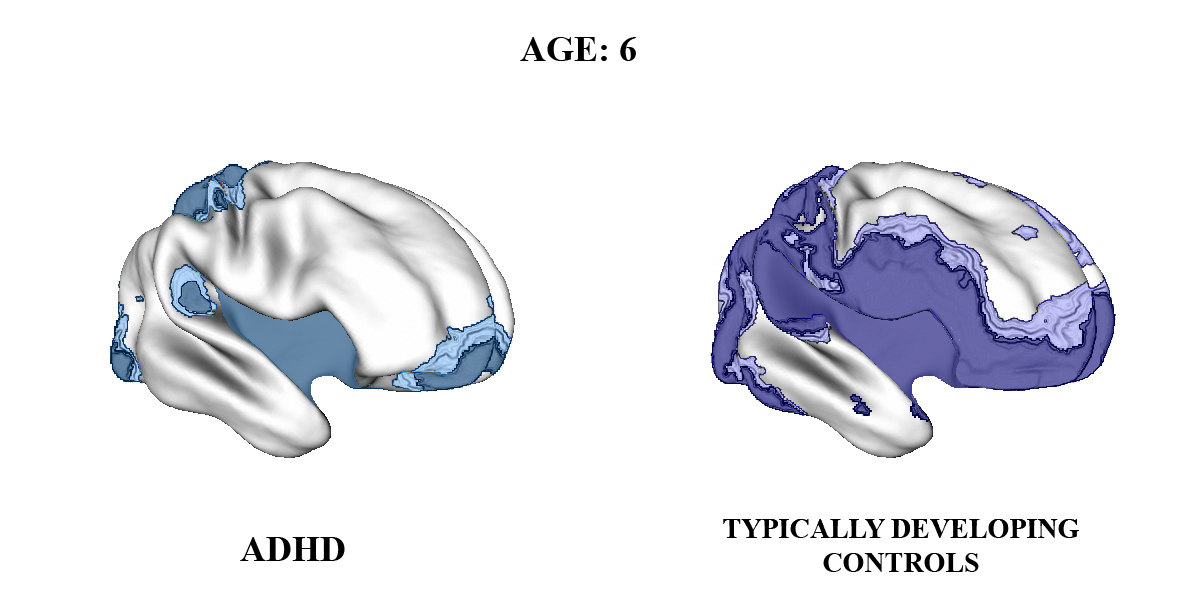 AGE: 6
ADHD
TYPICALLY DEVELOPING
CONTROLS